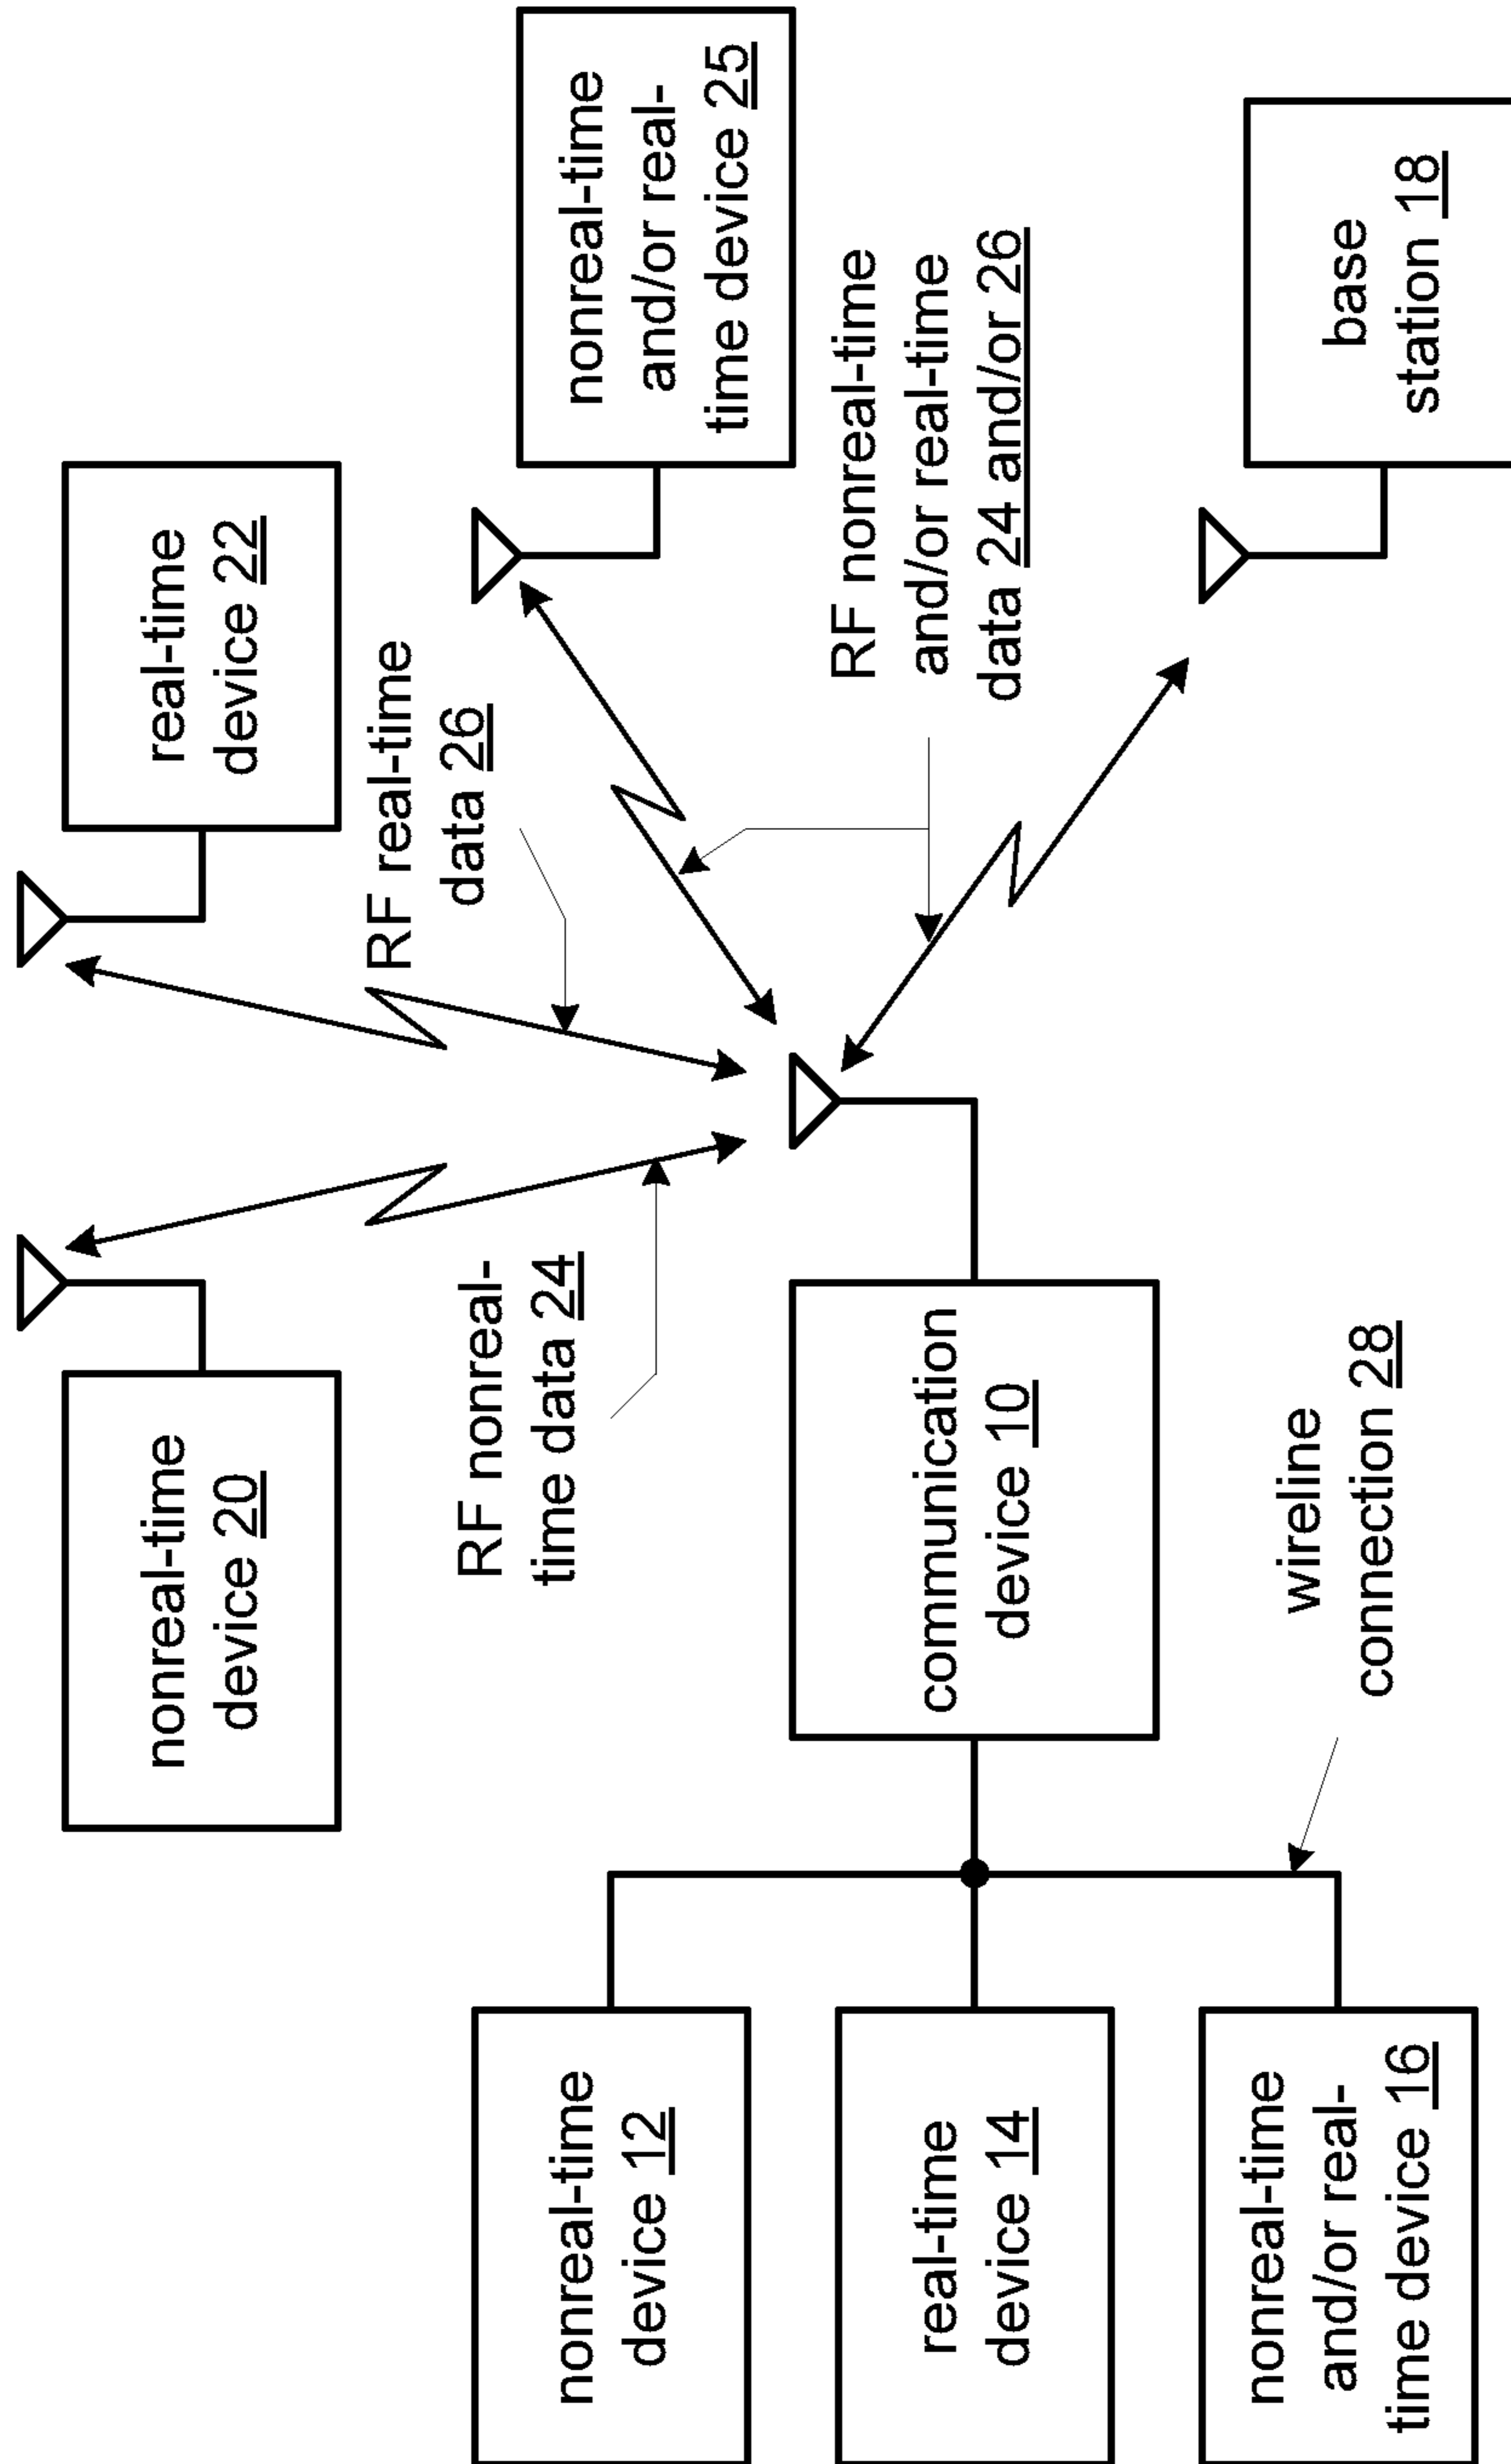 nonreal-time
device 20
real-time
device 22
RF real-time
data 26
RF nonreal-
time data 24
nonreal-time
and/or real-
time device 25
nonreal-time
device 12
communication
device 10
RF nonreal-time
and/or real-time
data 24 and/or 26
real-time
device 14
wireline
connection 28
base
station 18
nonreal-time
and/or real-
time device 16